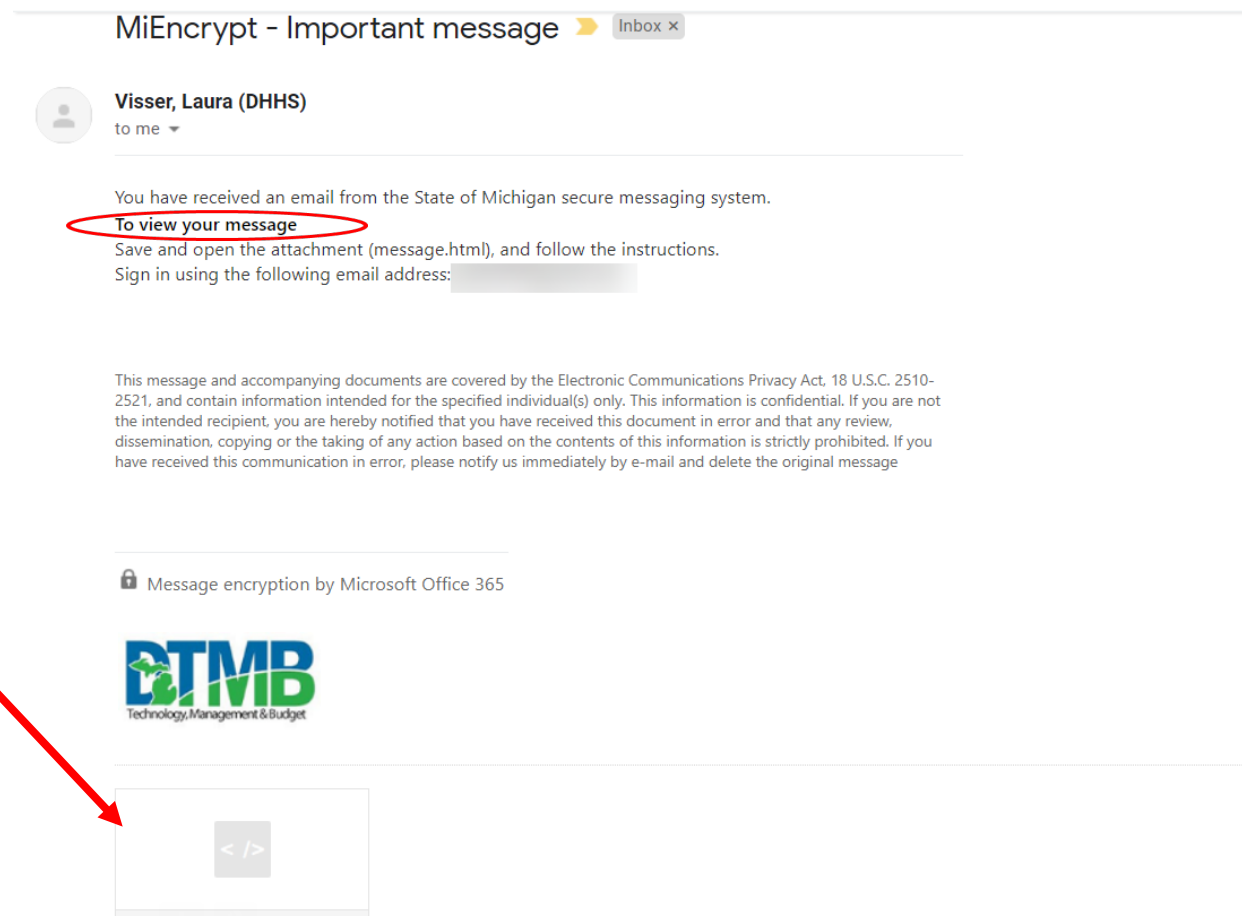 MiEncrypt - Important message Inbox ×
Visser, Laura (DHHS)
to me
You have received an email from the State of Michigan secure messaging system.
To view your message
Save and open the attachment (message.html), and follow the instructions.
Sign in using the following email address:
This message and accompanying documents are covered by the Electronic Communications Privacy Act, 18 U.S.C. 2510-
2521, and contain information intended for the specified individual(s) only. This information is confidential. If you are not
the intended recipient, you are hereby notified that you have received this document in error and that any review,
dissemination, copying or the taking of any action based on the contents of this information is strictly prohibited. If you
have received this communication in error, please notify us immediately by e-mail and delete the original message
Message encryption by Microsoft Office 365
DTMB
Technology, Management & Budget
< />